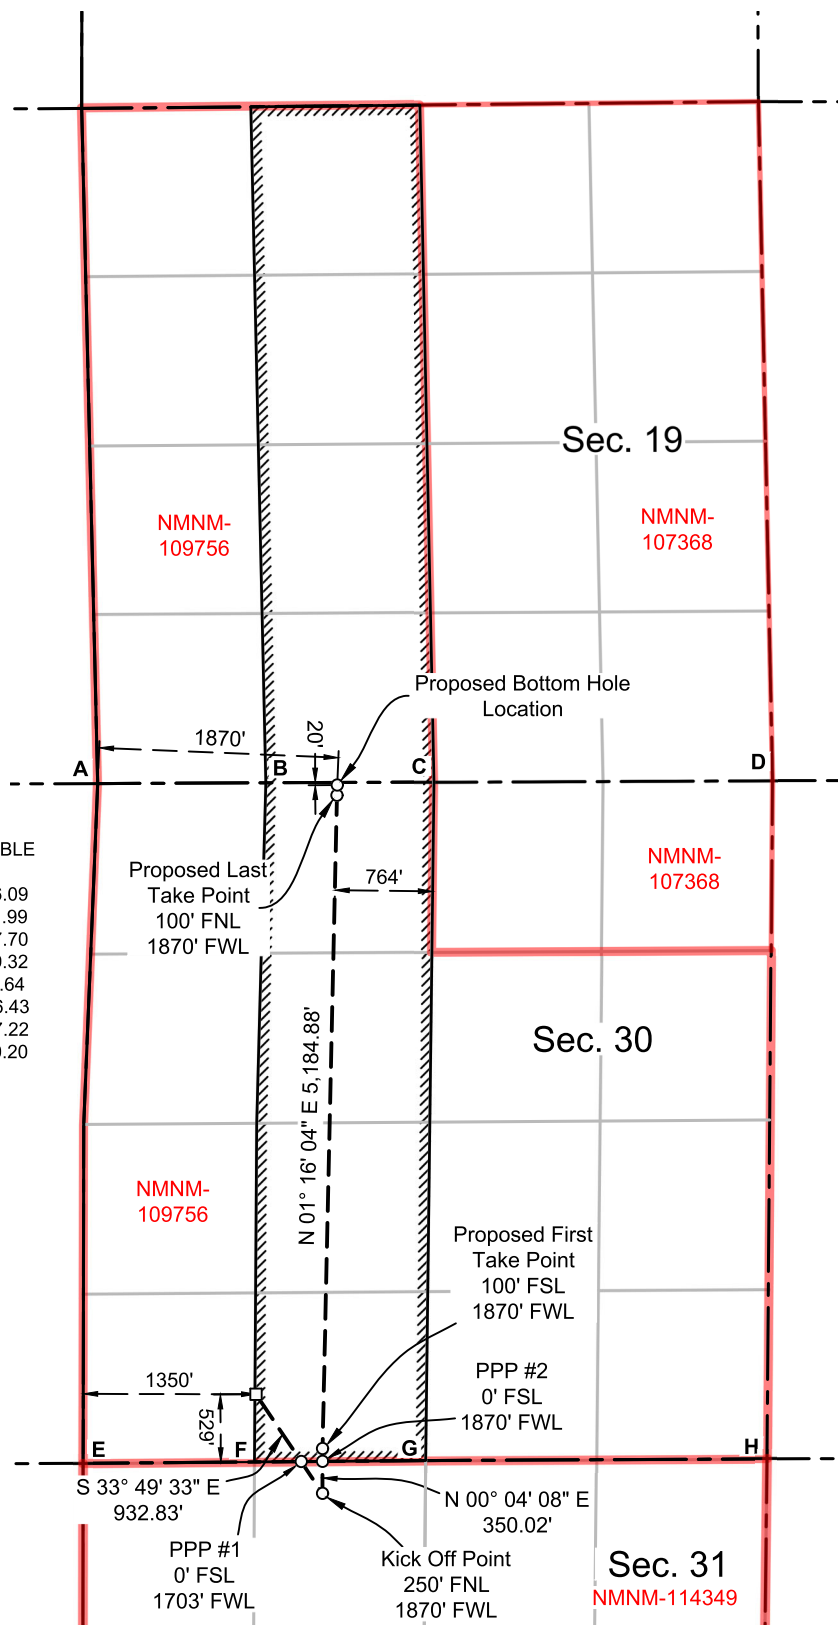 Sec. 19
NMNM-
109756
NMNM-
107368
Proposed Bottom Hole
Location
1870'
20'
A
B
C
D
BLE
.99
.32
.64
.20
Proposed Last
Take Point
100' FNL
1870' FWL
764'
NMNM-
107368
Sec. 30
N 01° 16' 04" E 5,184.88'
NMNM-
109756
Proposed First
Take Point
100' FSL
1870' FWL
PPP #2
0' FSL
1870' FWL
1350'
529'
E
F
G
H
S 33° 49' 33" E
932.83'
N 00° 04' 08" E
350.02'
PPP #1
0' FSL
1703' FWL
Kick Off Point
250' FNL
1870' FWL
Sec. 31
NMNM-114349